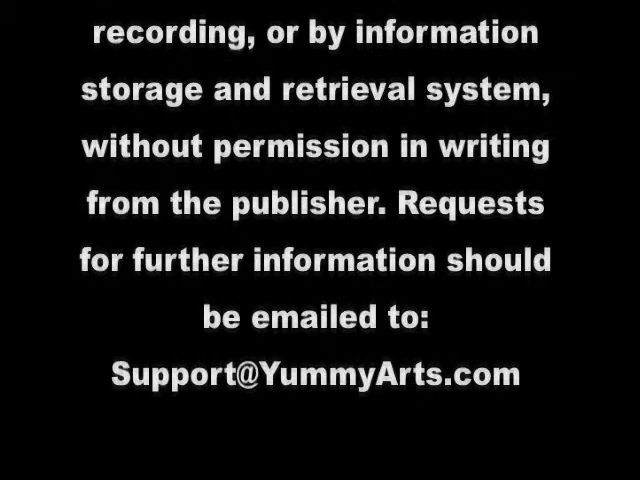 recording, or by information
storage and retrieval system,
without permission in writing
from the publisher. Requests
for further information should
be emailed to:
Support@YummyArts.com